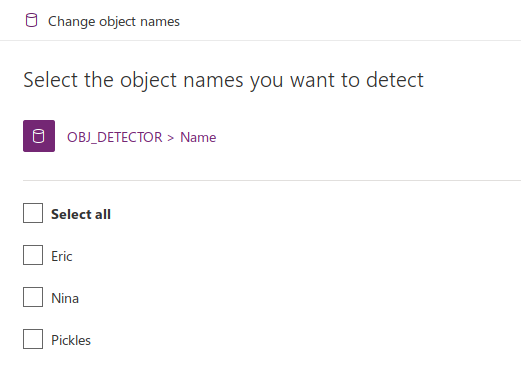 Change object names
Select the object names you want to detect
OBJ_DETECTOR > Name
Select all
Eric
Nina
Pickles